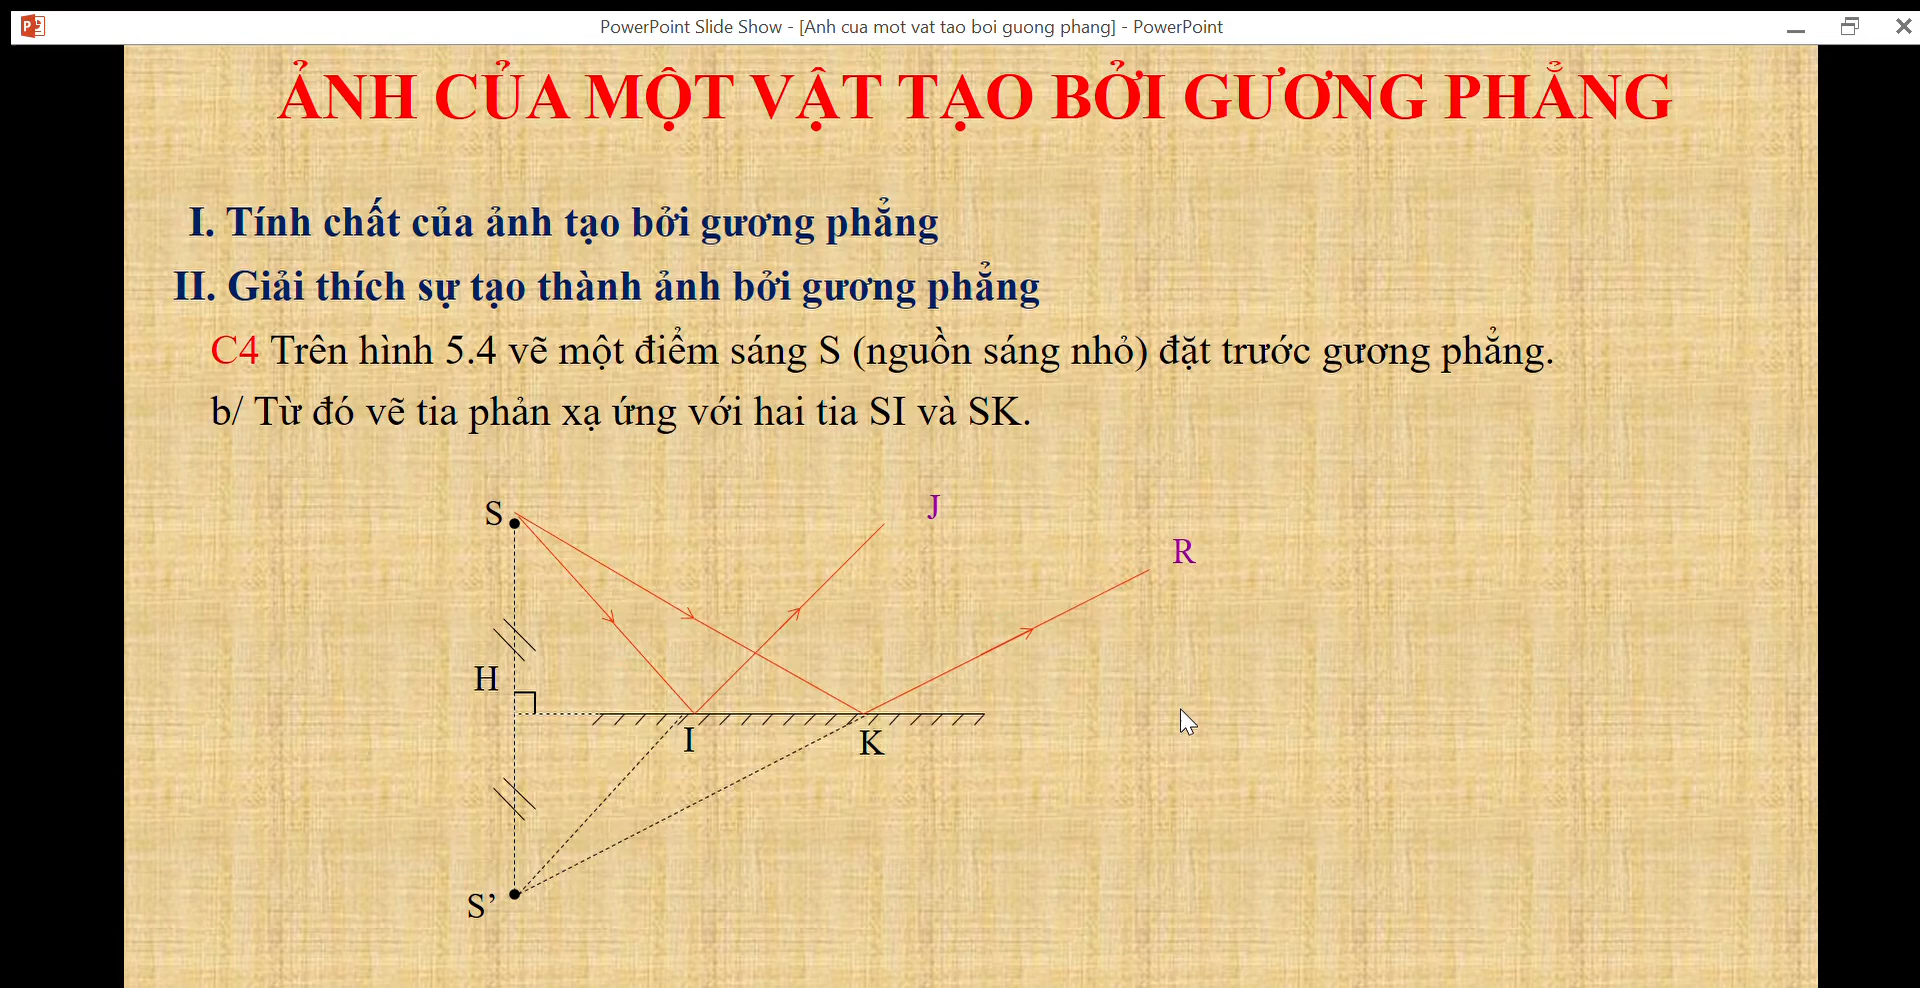 PowerPoint Slide Show - [Anh cua mot vat tao boi guong phang] - PowerPoint
ẢNH CỦA MỘT VẬT TẠO BỞI GƯƠNG PHẲNG
I. Tính chất của ảnh tạo bởi gương phẳng
II. Giải thích sự tạo thành ảnh bởi gương phẳng
C4 Trên hình 5.4 vẽ một điểm sáng S (nguồn sáng nhỏ) đặt trước gương phẳng.
b/ Từ đó vẽ tia phản xạ ứng với hai tia SI và SK.
S
J
R
H
I
K
S’